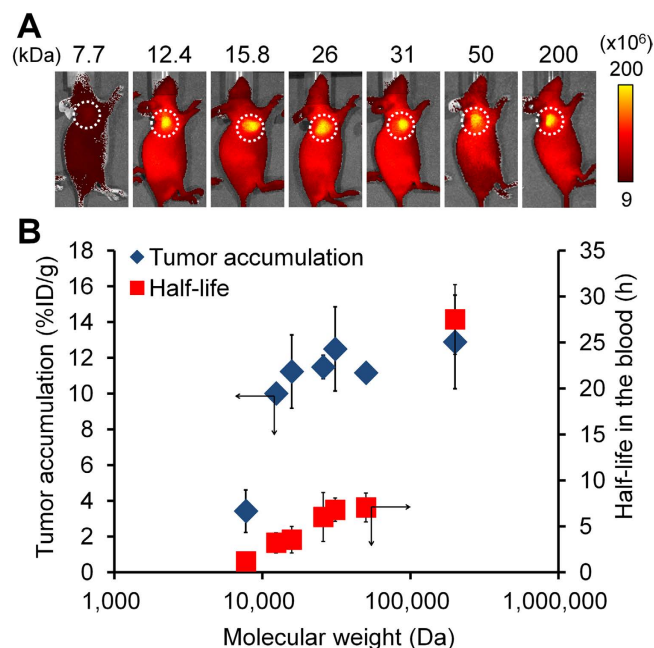 A
(kDa) 7.7 12.4 15.8 26 31 50 200 (x10⁶)
200
9
B
18 35
16 30
14 25
12
10 20
8 15
6
4 10
2 5
0 0
Tumor accumulation (%ID/g)
Tumor accumulation
Half-life
Half-life in the blood (h)
1,000 10,000 100,000 1,000,000
Molecular weight (Da)